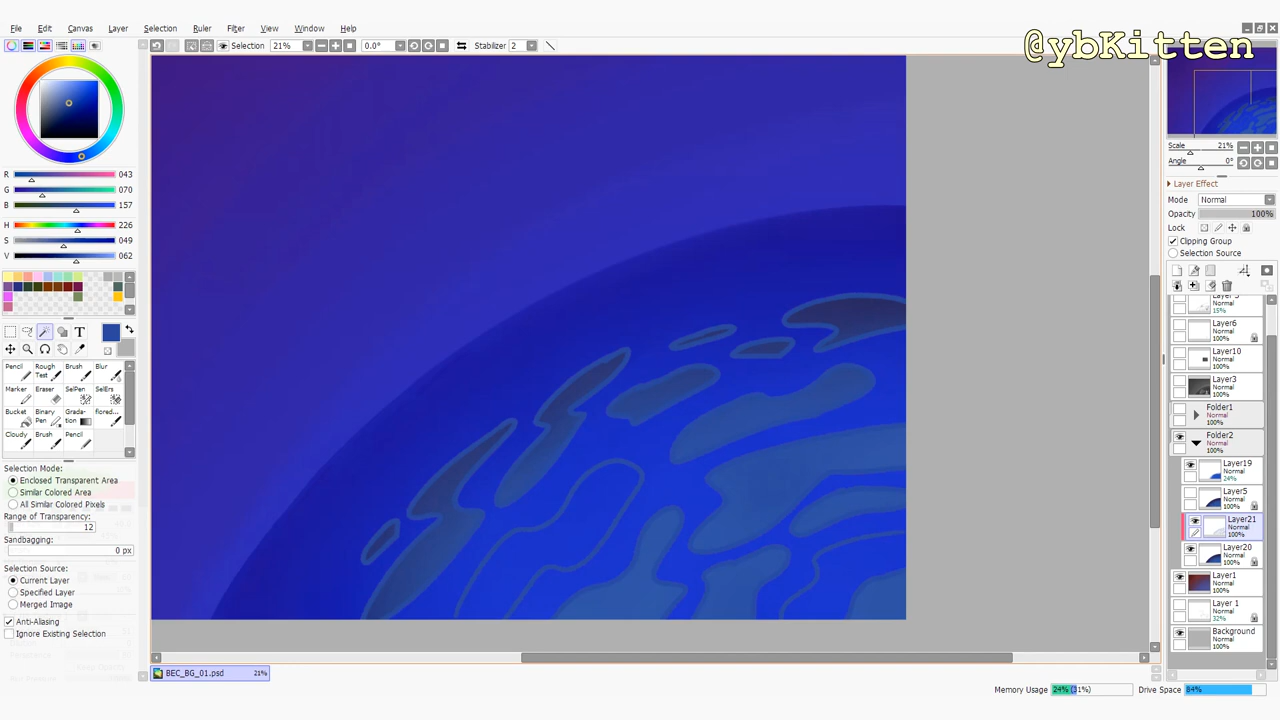 File Edit Canvas Layer Selection Ruler Filter View Window Help
@ybKitten
Selection 21% 0.0° Stabilizer 2
R 043
G 070
B 157
H 226
S 049
V 062
T
Pencil Rough Test Brush Blur
Marker Eraser SelPen SelErs
Bucket Binary Pen Gradation flored...
Cloudy Brush Pencil
Selection Mode:
Enclosed Transparent Area
Similar Colored Area
All Similar Colored Pixels
Range of Transparency:
12
Sandbagging:
0 px
Selection Source:
Current Layer
Specified Layer
Merged Image
Anti-Aliasing
Ignore Existing Selection
BEC_BG_01.psd 21%
Scale 21%
Angle 0°
Layer Effect
Mode Normal
Opacity 100%
Lock
Clipping Group
Selection Source
Normal
15%
Layer6
Normal
100%
Layer10
Normal
100%
Layer3
Normal
100%
Folder1
Normal
100%
Folder2
Normal
100%
Layer19
Normal
24%
Layer5
Normal
100%
Layer21
Normal
100%
Layer20
Normal
100%
Layer1
Normal
100%
Layer 1
Normal
32%
Background
Normal
100%
Memory Usage 24% (31%) Drive Space 84%